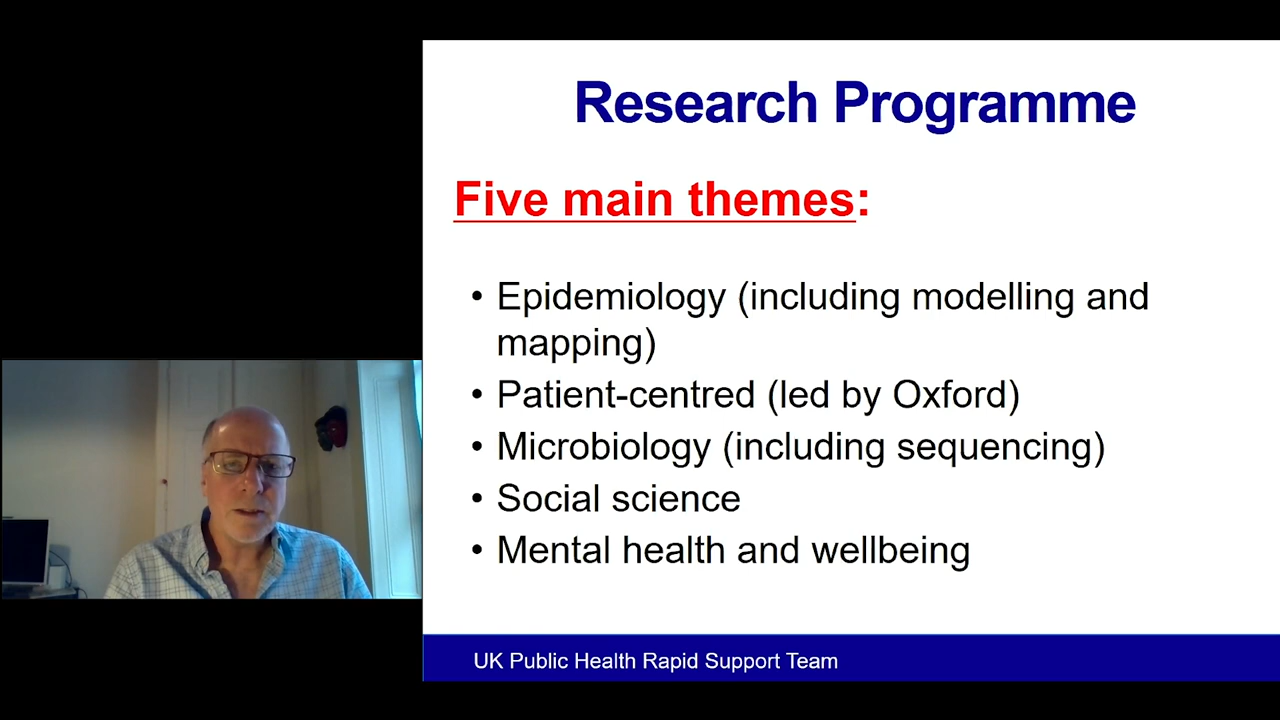 Research Programme
Five main themes:
• Epidemiology (including modelling and
mapping)
• Patient-centred (led by Oxford)
• Microbiology (including sequencing)
• Social science
• Mental health and wellbeing
UK Public Health Rapid Support Team